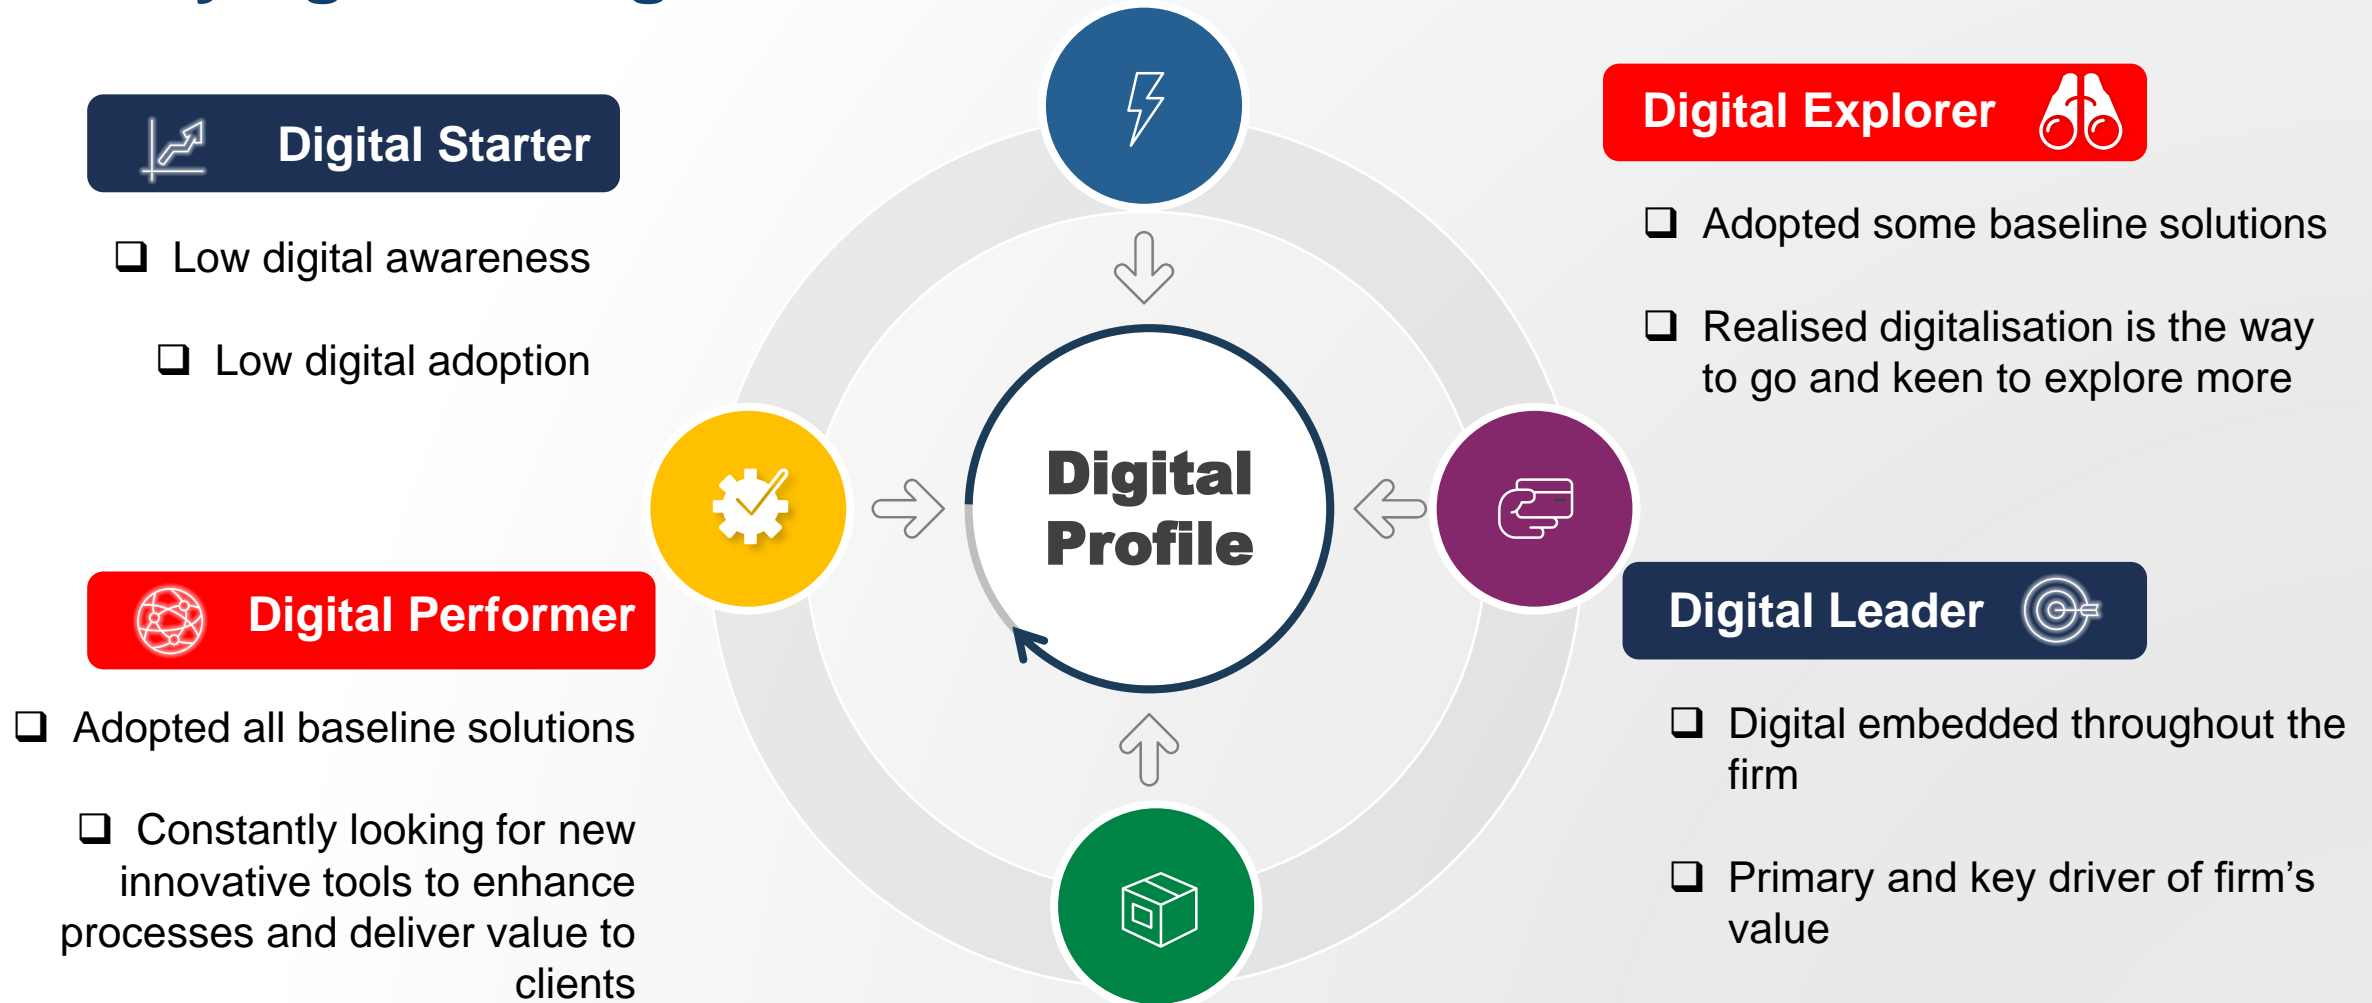 Digital Starter
❑ Low digital awareness
❑ Low digital adoption
Digital Explorer
❑ Adopted some baseline solutions
❑ Realised digitalisation is the way
to go and keen to explore more
Digital
Profile
Digital Performer
❑ Adopted all baseline solutions
❑ Constantly looking for new
innovative tools to enhance
processes and deliver value to
clients
Digital Leader
❑ Digital embedded throughout the
firm
❑ Primary and key driver of firm’s
value